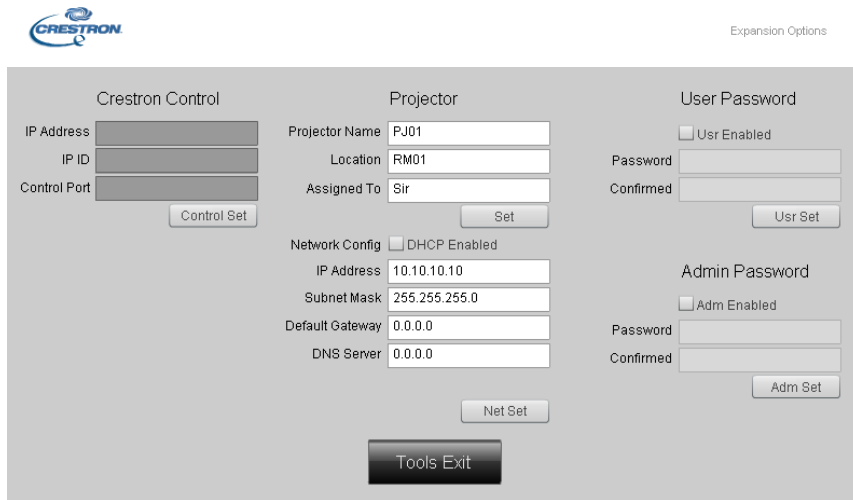 CRESTRON
Expansion Options
Crestron Control
IP Address
IP ID
Control Port
Control Set
Projector
Projector Name PJ01
Location RM01
Assigned To Sir
Set
Network Config DHCP Enabled
IP Address 10.10.10.10
Subnet Mask 255.255.255.0
Default Gateway 0.0.0.0
DNS Server 0.0.0.0
Net Set
User Password
Usr Enabled
Password
Confirmed
Usr Set
Admin Password
Adm Enabled
Password
Confirmed
Adm Set
Tools Exit